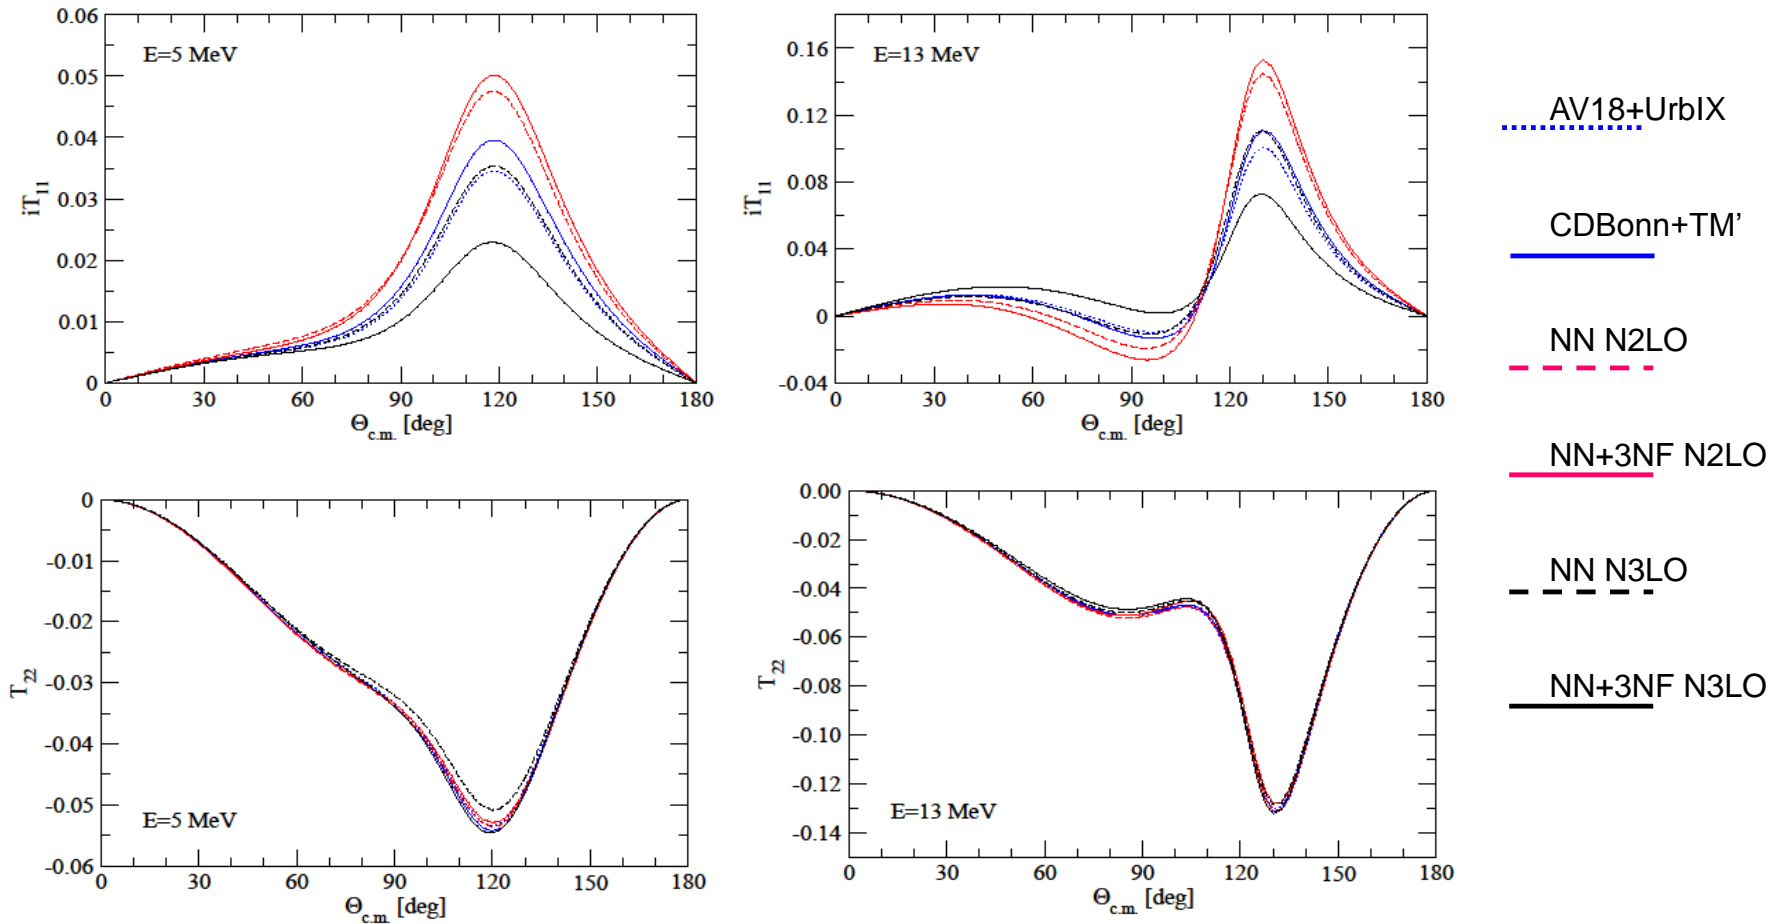 0.06
0.05
0.04
0.03
0.02
0.01
0
iT11
E=5 MeV
0 30 60 90 120 150 180
Θc.m. [deg]
0.16
0.12
0.08
0.04
0
-0.04
iT11
E=13 MeV
0 30 60 90 120 150 180
Θc.m. [deg]
0
-0.01
-0.02
-0.03
-0.04
-0.05
-0.06
T22
E=5 MeV
0 30 60 90 120 150 180
Θc.m. [deg]
0.00
-0.02
-0.04
-0.06
-0.08
-0.10
-0.12
-0.14
T22
E=13 MeV
0 30 60 90 120 150 180
Θc.m. [deg]
AV18+UrbIX
CDBonn+TM’
NN N2LO
NN+3NF N2LO
NN N3LO
NN+3NF N3LO